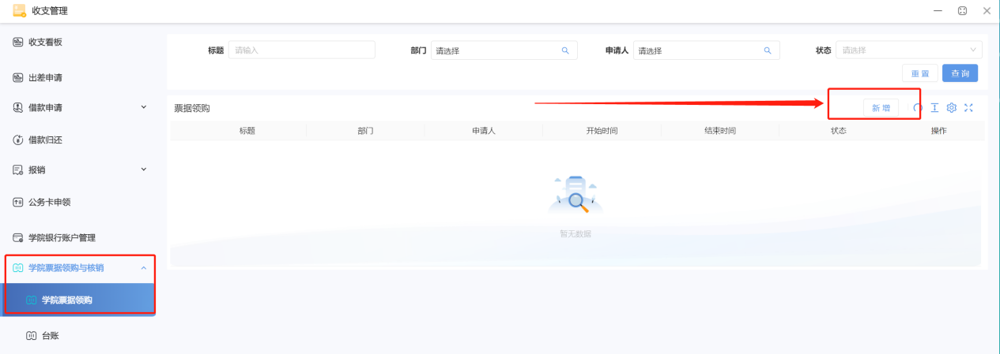 收支管理
收支看板
出差申请
借款申请
借款归还
报销
公务卡申领
学院银行账户管理
学院票据领购与核销
学院票据领购
台账
标题 请输入 部门 请选择 申请人 请选择 状态 请选择
重置 查询
票据领购 新增
标题 部门 申请人 开始时间 结束时间 状态 操作
暂无数据